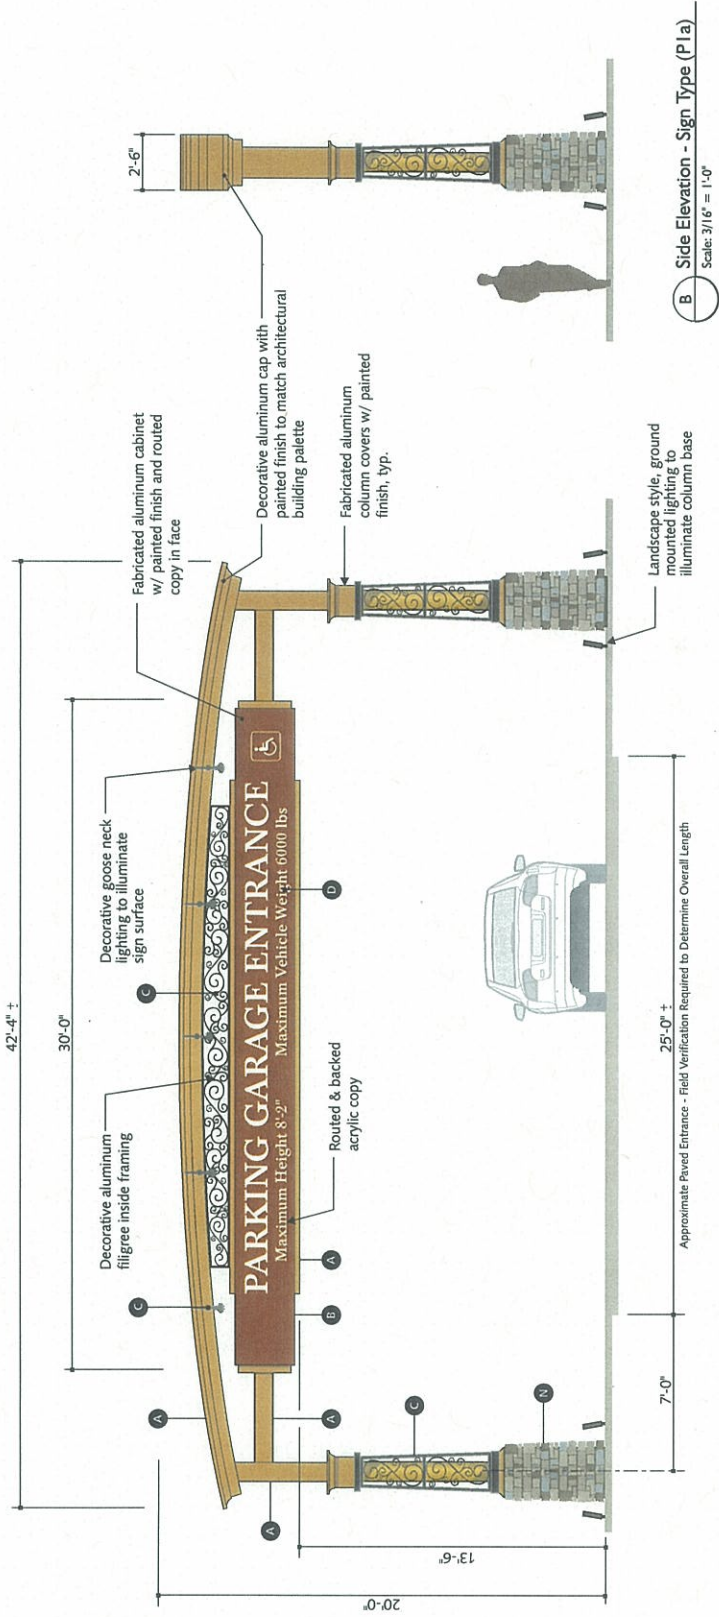 42'-4" ±
30'-0"
Decorative aluminum
filigree inside framing
Decorative goose neck
lighting to illuminate
sign surface
Fabricated aluminum cabinet
w/ painted finish and routed
copy in face
2'-6"
C
C
A
Decorative aluminum cap with
painted finish to match architectural
building palette
PARKING GARAGE ENTRANCE
Maximum Height 8'-2" Maximum Vehicle Weight 6000 lbs
A
A
B
A
D
Routed & backed
acrylic copy
Fabricated aluminum
column covers w/ painted
finish, typ.
C
N
20'-0"
13'-6"
7'-0"
25'-0" ±
Approximate Paved Entrance - Field Verification Required to Determine Overall Length
Landscape style, ground
mounted lighting to
illuminate column base
B
Side Elevation - Sign Type (P1a)
Scale: 3/16" = 1'-0"